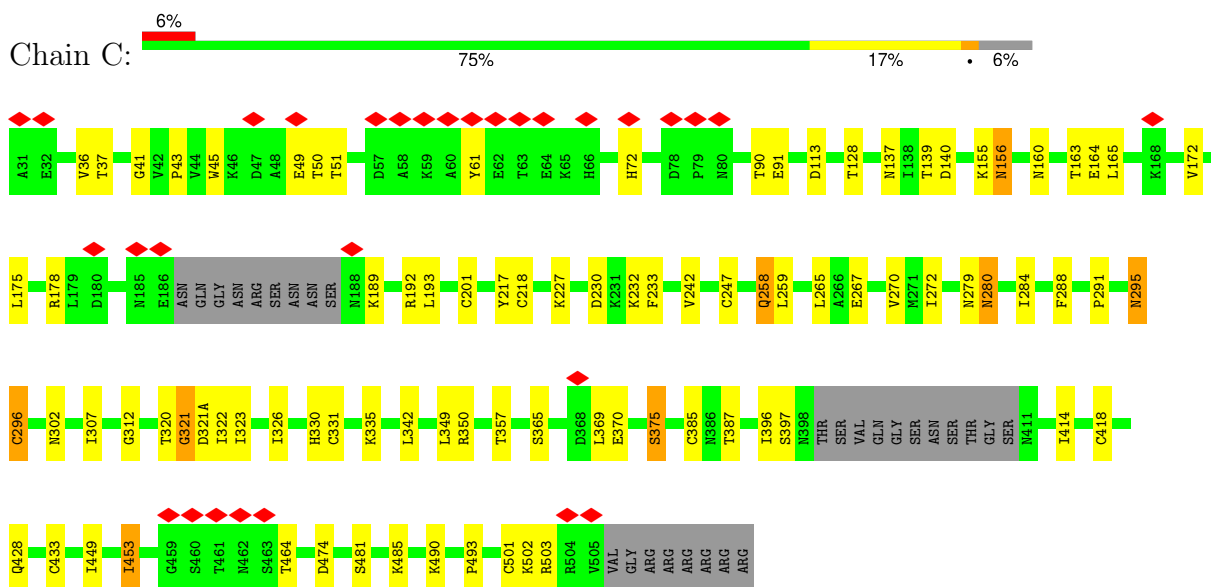 6%
Chain C:
75% 17% • 6%
A31 E32 V36 T37 G41 V42 P43 V44 W45 K46 D47 A48 E49 T50 T51 D57 A58 K59 A60 Y61 E62 T63 E64 K65 H66 H72 D78 P79 N80 T90 E91 D113 T128 N137 I138 T139 D140 K155 N156 N160 T163 E164 L165 K168 V172
L175 R178 L179 D180 N185 E186 ASN GLN GLY ASN ARG SER ASN ASN SER N188 K189 R192 L193 C201 Y217 C218 K227 D230 K231 K232 F233 V242 C247 Q258 L259 L265 A266 E267 V270 M271 I272 N279 N280 I284 F288 P291 N295
C296 N302 I307 G312 T320 G321 D321A I322 I323 I326 H330 C331 K335 L342 L349 R350 T357 S365 D368 L369 E370 S375 C385 N386 T387 I396 S397 N398 THR SER VAL GLN GLY SER ASN SER THR GLY SER N411 I414 C418
Q428 C433 I449 I453 G459 S460 T461 N462 S463 T464 D474 S481 K485 K490 P493 C501 K502 R503 R504 V505 VAL GLY ARG ARG ARG ARG ARG ARG